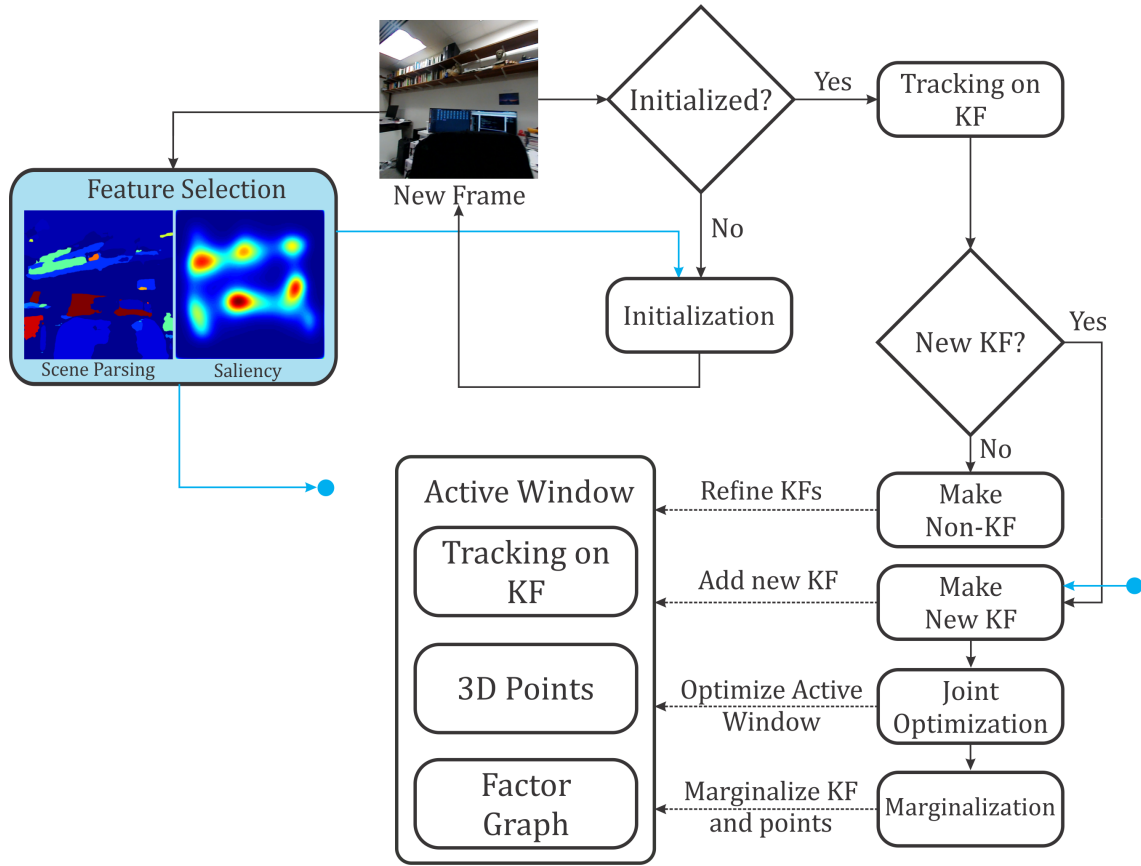 New Frame
Initialized?
Yes
Tracking on
KF
Feature Selection
Scene Parsing
Saliency
No
Initialization
New KF?
Yes
No
Make
Non-KF
Refine KFs
Active Window
Tracking on
KF
3D Points
Factor
Graph
Add new KF
Make
New KF
Optimize Active
Window
Joint
Optimization
Marginalize KF
and points
Marginalization